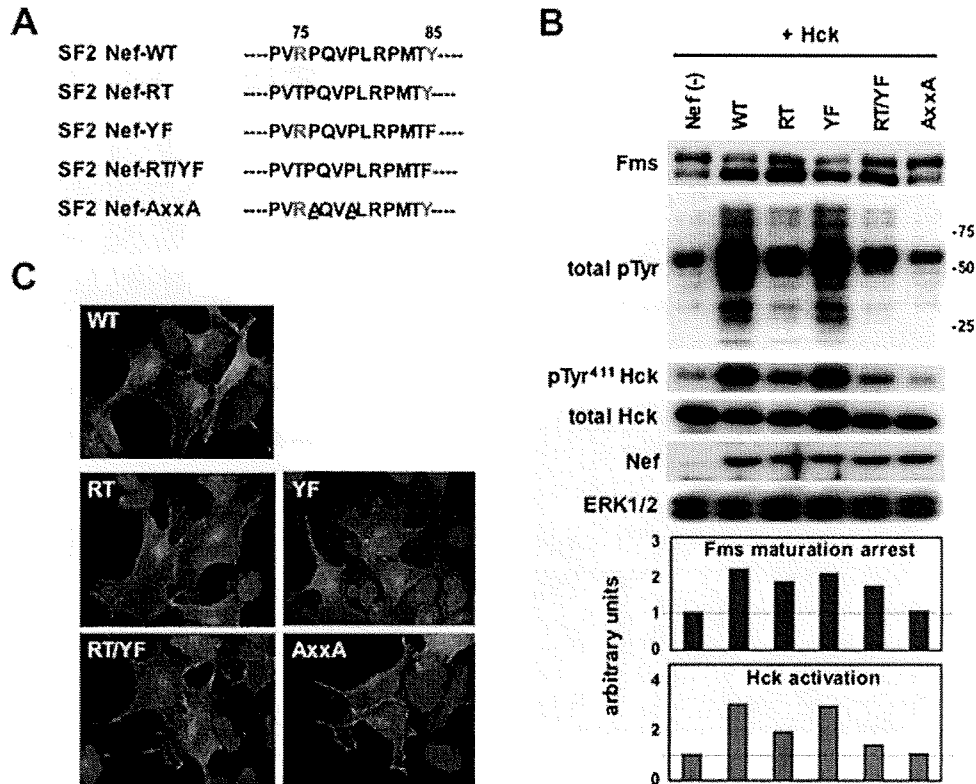 A
75 85
SF2 Nef-WT ----PVRPQVPLRPMTY----
SF2 Nef-RT ----PVTPQVPLRPMTY----
SF2 Nef-YF ----PVRPQVPLRPMTF----
SF2 Nef-RT/YF ----PVTPQVPLRPMTF----
SF2 Nef-AxxA ----PVRAQVALRPMTY----
B
+ Hck
Nef (-) WT RT YF RT/YF AxxA
Fms
total pTyr
-75
-50
-25
pTyr411 Hck
total Hck
Nef
ERK1/2
arbitrary units
3
2
1
0
Fms maturation arrest
4
2
0
Hck activation
C
WT
RT
YF
RT/YF
AxxA